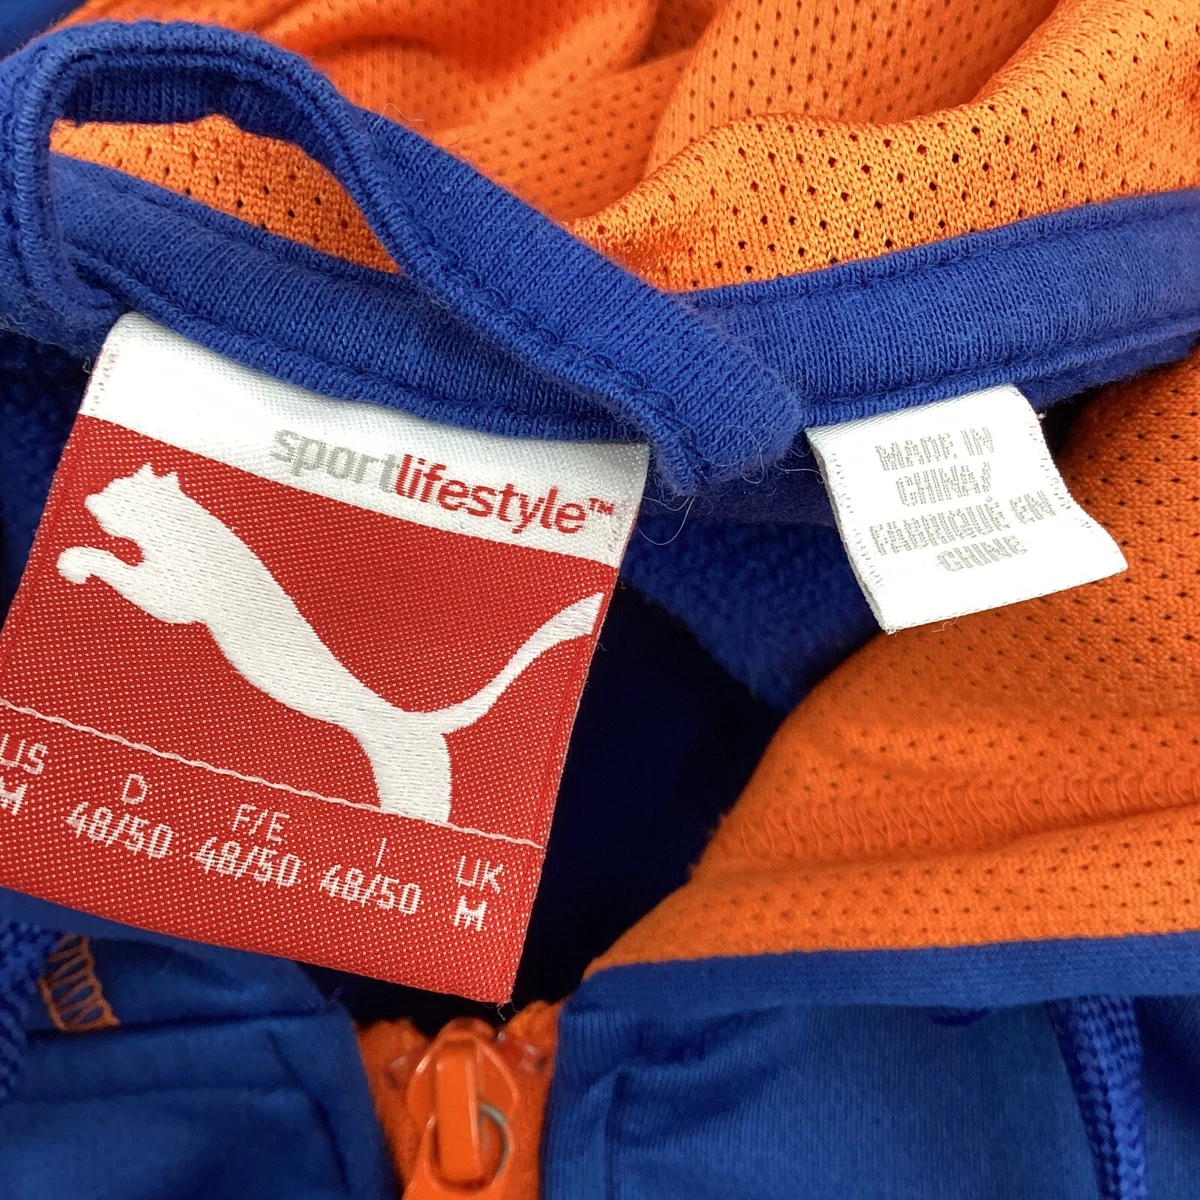 sportlifestyle™
US D F/E I UK
M 48/50 48/50 48/50 M
MADE IN
CHINA/
FABRIQUÉ EN
CHINE